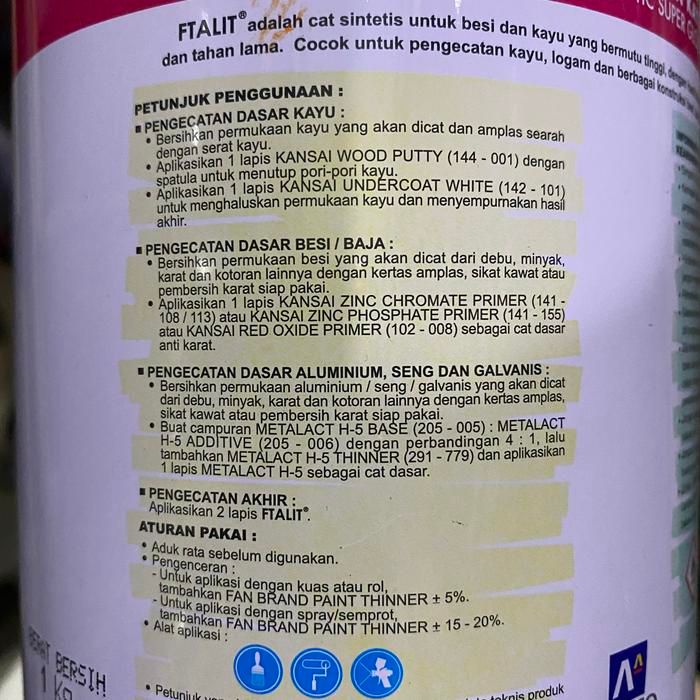 FTALIT® adalah cat sintetis untuk besi dan kayu yang bermutu tinggi, dengan
dan tahan lama. Cocok untuk pengecatan kayu, logam dan berbagai
PETUNJUK PENGGUNAAN :
▪ PENGECATAN DASAR KAYU :
• Bersihkan permukaan kayu yang akan dicat dan amplas searah
dengan serat kayu.
• Aplikasikan 1 lapis KANSAI WOOD PUTTY (144 - 001) dengan
spatula untuk menutup pori-pori kayu.
• Aplikasikan 1 lapis KANSAI UNDERCOAT WHITE (142 - 101)
untuk menghaluskan permukaan kayu dan menyempurnakan hasil
akhir.
▪ PENGECATAN DASAR BESI / BAJA :
• Bersihkan permukaan besi yang akan dicat dari debu, minyak,
karat dan kotoran lainnya dengan kertas amplas, sikat kawat atau
pembersih karat siap pakai.
• Aplikasikan 1 lapis KANSAI ZINC CHROMATE PRIMER (141 -
108 / 113) atau KANSAI ZINC PHOSPHATE PRIMER (141 - 155)
atau KANSAI RED OXIDE PRIMER (102 - 008) sebagai cat dasar
anti karat.
▪ PENGECATAN DASAR ALUMINIUM, SENG DAN GALVANIS :
• Bersihkan permukaan aluminium / seng / galvanis yang akan dicat
dari debu, minyak, karat dan kotoran lainnya dengan kertas amplas,
sikat kawat atau pembersih karat siap pakai.
• Buat campuran METALACT H-5 BASE (205 - 005) : METALACT
H-5 ADDITIVE (205 - 006) dengan perbandingan 4 : 1, lalu
tambahkan METALACT H-5 THINNER (291 - 779) dan aplikasikan
1 lapis METALACT H-5 sebagai cat dasar.
▪ PENGECATAN AKHIR :
Aplikasikan 2 lapis FTALIT®.
ATURAN PAKAI :
• Aduk rata sebelum digunakan.
• Pengenceran :
- Untuk aplikasi dengan kuas atau rol,
tambahkan FAN BRAND PAINT THINNER ± 5%.
- Untuk aplikasi dengan spray/semprot,
tambahkan FAN BRAND PAINT THINNER ± 15 - 20%.
• Alat aplikasi :
BERAT BERSIH
1 Kg
• Petunjuk
teknis produk
SUPER